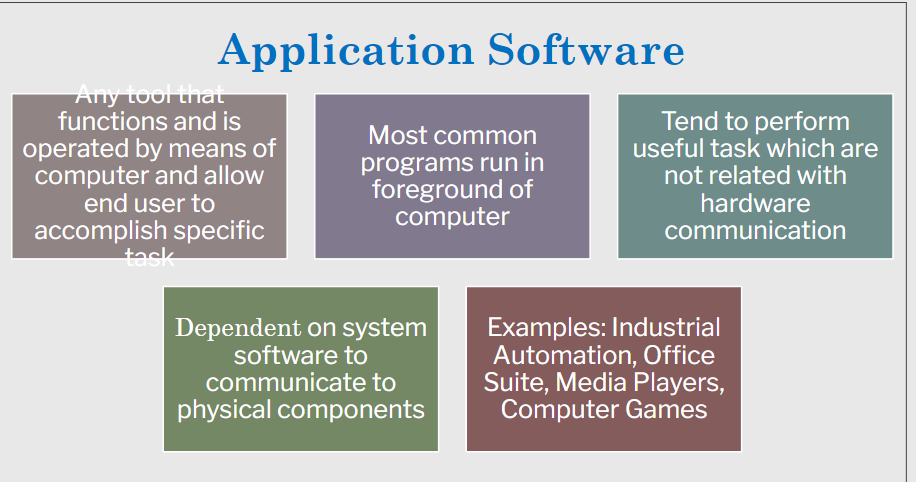 Application Software
Any tool that
functions and is
operated by means of
computer and allow
end user to
accomplish specific
task
Most common
programs run in
foreground of
computer
Tend to perform
useful task which are
not related with
hardware
communication
Dependent on system
software to
communicate to
physical components
Examples: Industrial
Automation, Office
Suite, Media Players,
Computer Games